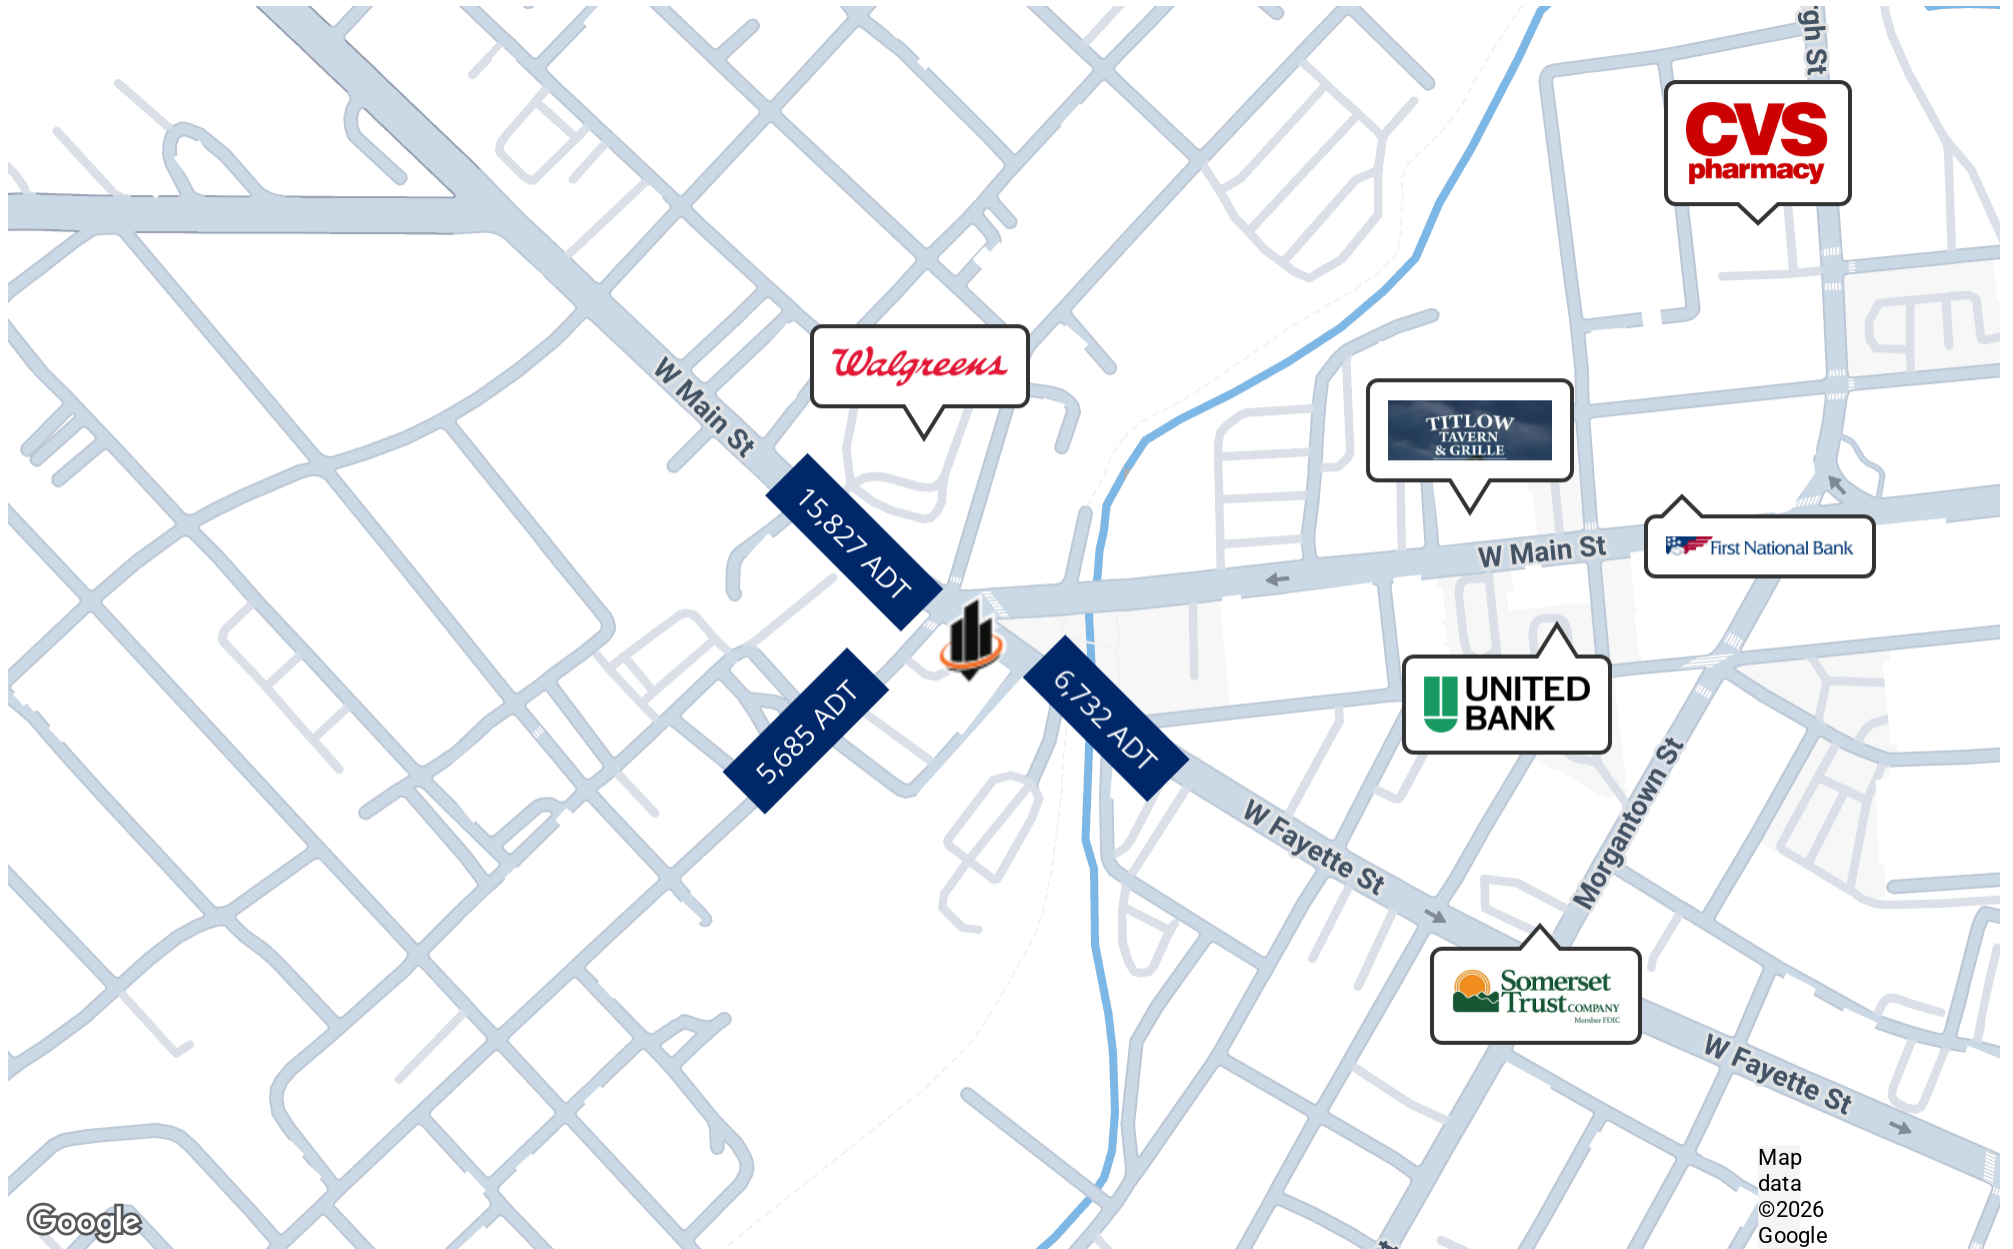 rgh St
CVS
pharmacy
Walgreens
W Main St
TITLOW
TAVERN
& GRILLE
15,827 ADT
W Main St
First National Bank
5,685 ADT
6,732 ADT
UNITED
BANK
Morgantown St
W Fayette St
Somerset
Trust COMPANY
Member FDIC
W Fayette St
Map
data
©2026
Google
Google